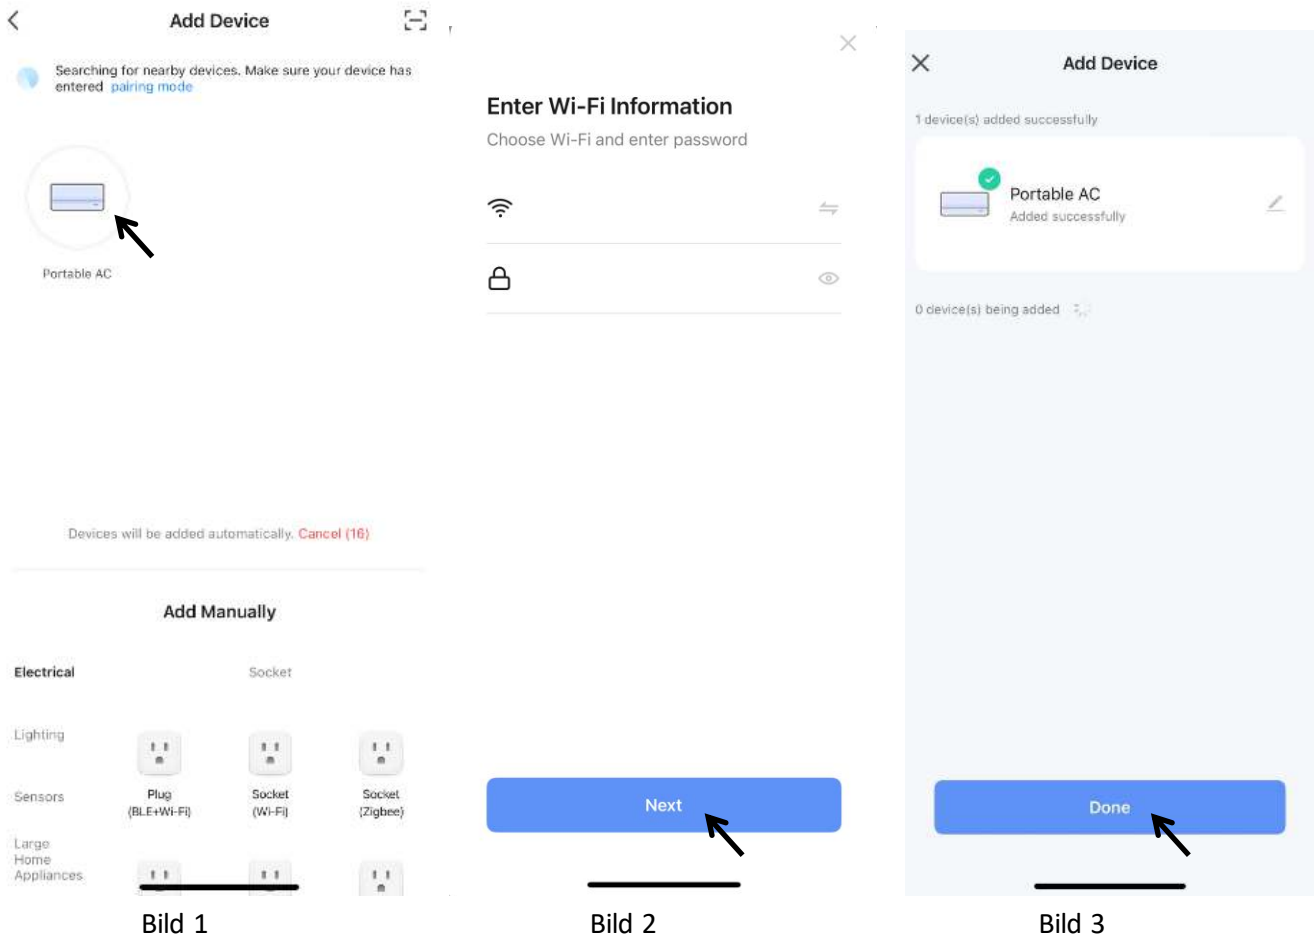 Add Device
Searching for nearby devices. Make sure your device has
entered pairing mode
Portable AC
Devices will be added automatically. Cancel (16)
Add Manually
Electrical
Socket
Lighting
Sensors
Large
Home
Appliances
Plug
(BLE+Wi-Fi)
Socket
(Wi-Fi)
Socket
(Zigbee)
Bild 1
Enter Wi-Fi Information
Choose Wi-Fi and enter password
Next
Bild 2
Add Device
1 device(s) added successfully
Portable AC
Added successfully
0 device(s) being added
Done
Bild 3